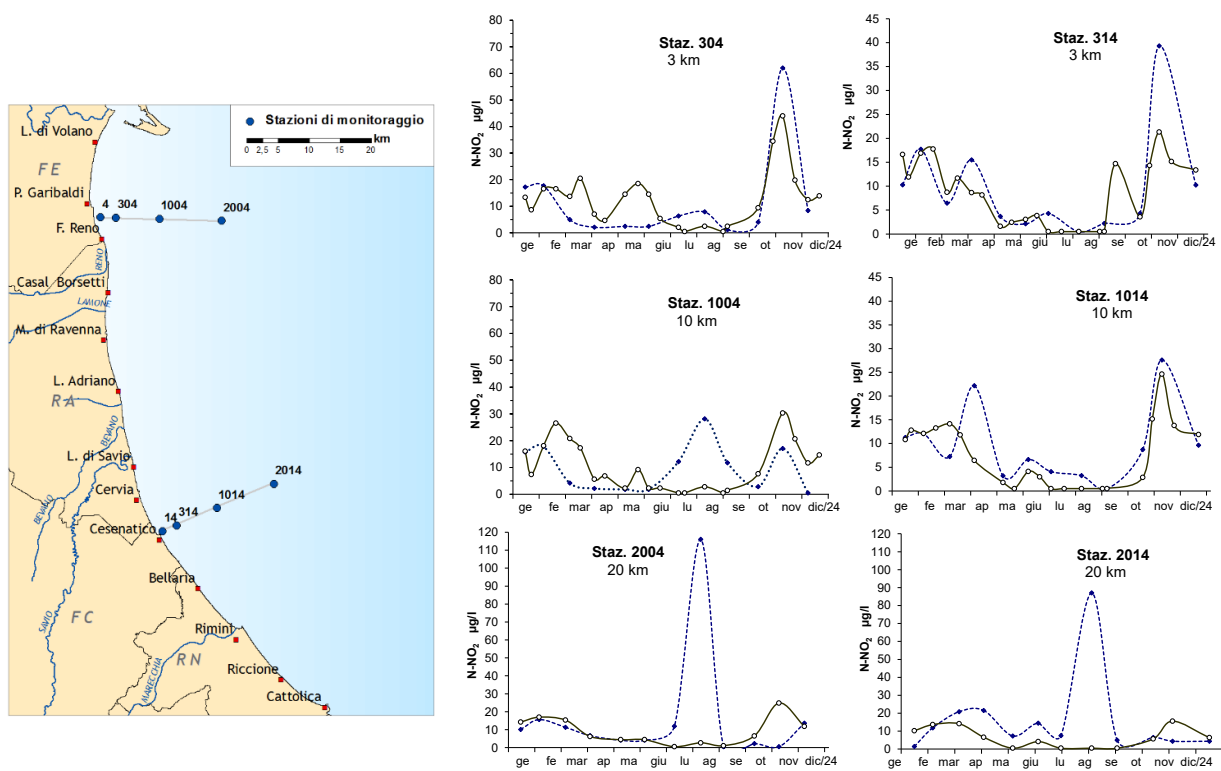 Stazioni di monitoraggio
km
0 2,5 5 10 15 20
L. di Volano
FE
P. Garibaldi
4 304 1004 2004
F. Reno
RENO
Casal Borsetti
LAMONE
M. di Ravenna
L. Adriano
RA
BEVANO
L. di Savio
2014
Cervia
1014
BEVANO
14 314
Cesenatico
Bellaria
FC
SAVIO
Rimini
RN
MARECCHIA
Riccione
Cattolica
Staz. 304
3 km
N-NO2 µg/l
80
70
60
50
40
30
20
10
0
ge fe mar ap ma giu lu ag se ot nov dic/24
Staz. 314
3 km
N-NO2 µg/l
45
40
35
30
25
20
15
10
5
0
ge feb mar ap ma giu lu ag se ot nov dic/24
Staz. 1004
10 km
N-NO2 µg/l
80
70
60
50
40
30
20
10
0
ge fe mar ap ma giu lu ag se ot nov dic/24
Staz. 1014
10 km
N-NO2 µg/l
45
40
35
30
25
20
15
10
5
0
ge fe mar ap ma giu lu ag se ot nov dic/24
Staz. 2004
20 km
N-NO2 µg/l
120
110
100
90
80
70
60
50
40
30
20
10
0
ge fe mar ap ma giu lu ag se ot nov dic/24
Staz. 2014
20 km
N-NO2 µg/l
120
110
100
90
80
70
60
50
40
30
20
10
0
ge fe mar ap ma giu lu ag se ot nov dic/24